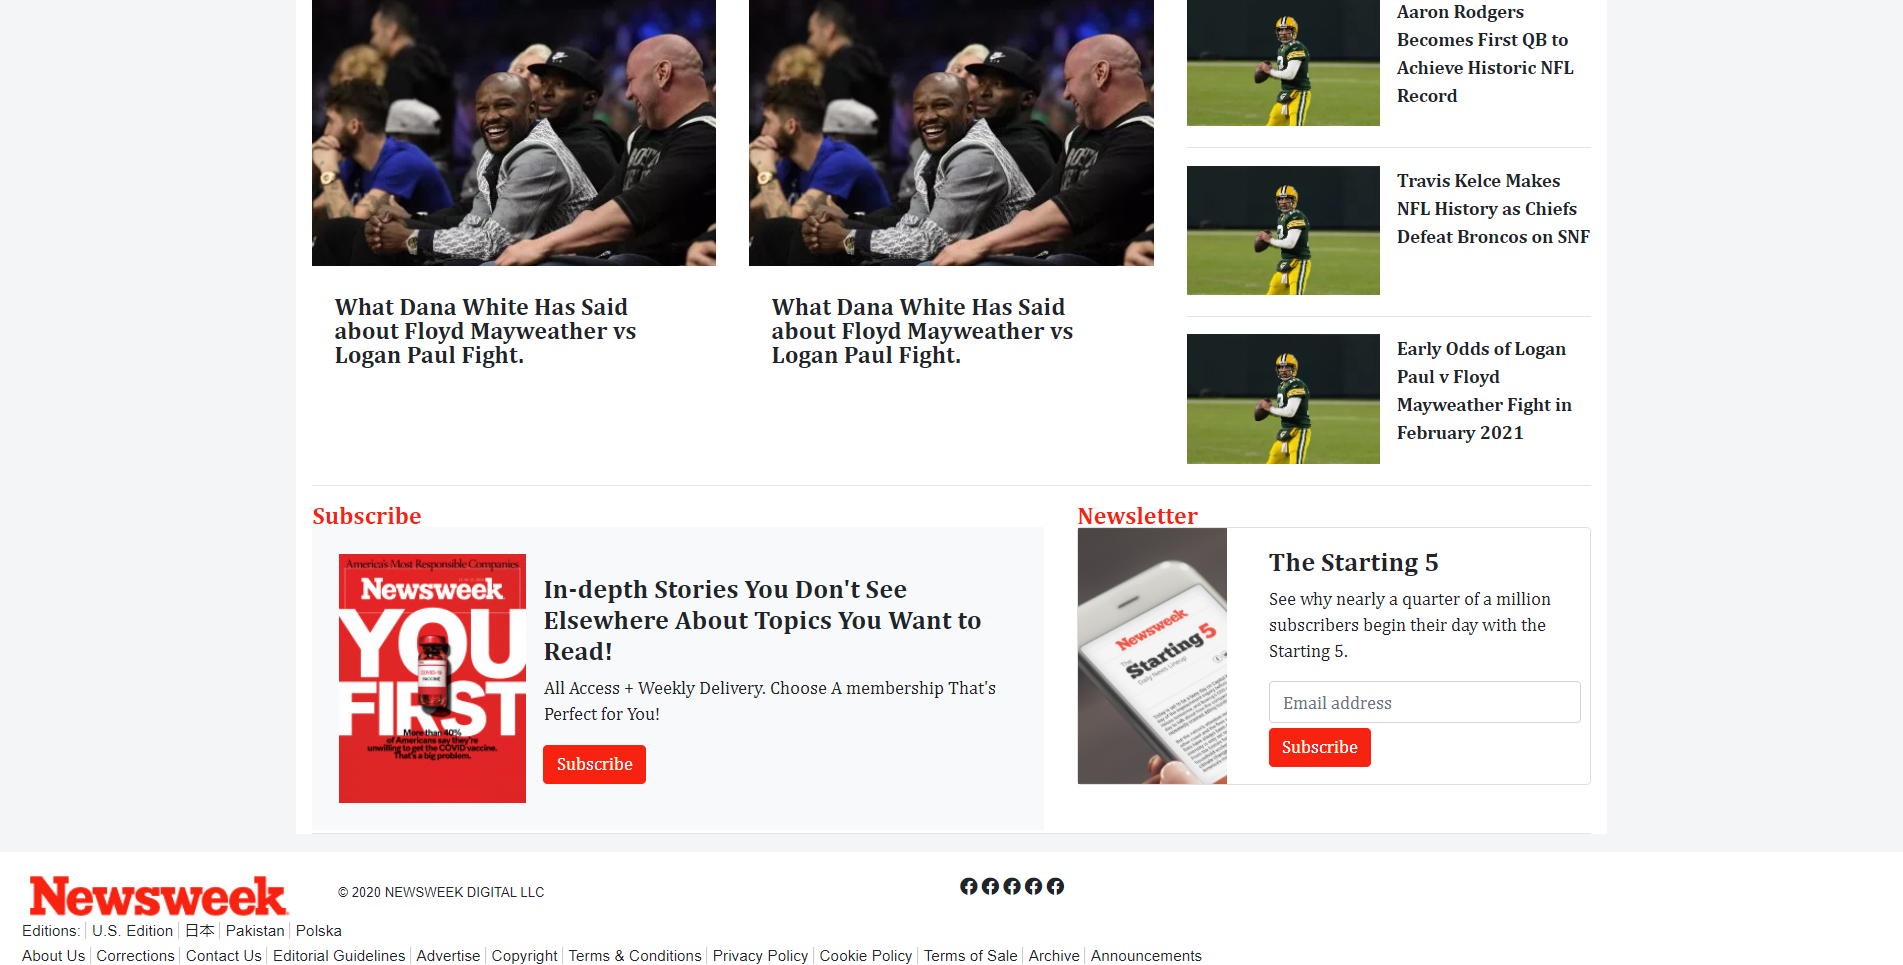 Aaron Rodgers
Becomes First QB to
Achieve Historic NFL
Record
Travis Kelce Makes
NFL History as Chiefs
Defeat Broncos on SNF
What Dana White Has Said
about Floyd Mayweather vs
Logan Paul Fight.
What Dana White Has Said
about Floyd Mayweather vs
Logan Paul Fight.
Early Odds of Logan
Paul v Floyd
Mayweather Fight in
February 2021
Subscribe
America's Most Responsible Companies
Newsweek
YOU
FIRST
COVID-19
VACCINE
More than 40%
of Americans say they're
unwilling to get the COVID vaccine.
That's a big problem.
In-depth Stories You Don't See
Elsewhere About Topics You Want to
Read!
All Access + Weekly Delivery. Choose A membership That's
Perfect for You!
Subscribe
Newsletter
Newsweek
The
Starting 5
Daily News Lineup
The Starting 5
See why nearly a quarter of a million
subscribers begin their day with the
Starting 5.
Email address
Subscribe
Newsweek
© 2020 NEWSWEEK DIGITAL LLC
Editions: U.S. Edition 日本 Pakistan Polska
About Us Corrections Contact Us Editorial Guidelines Advertise Copyright Terms & Conditions Privacy Policy Cookie Policy Terms of Sale Archive Announcements